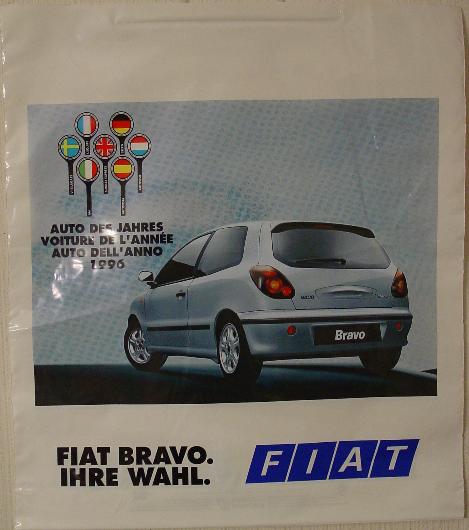 AUTO DES JAHRES
VOITURE DE L'ANNÉE
AUTO DELL'ANNO
1996
Bravo
FIAT BRAVO.
IHRE WAHL.
FIAT